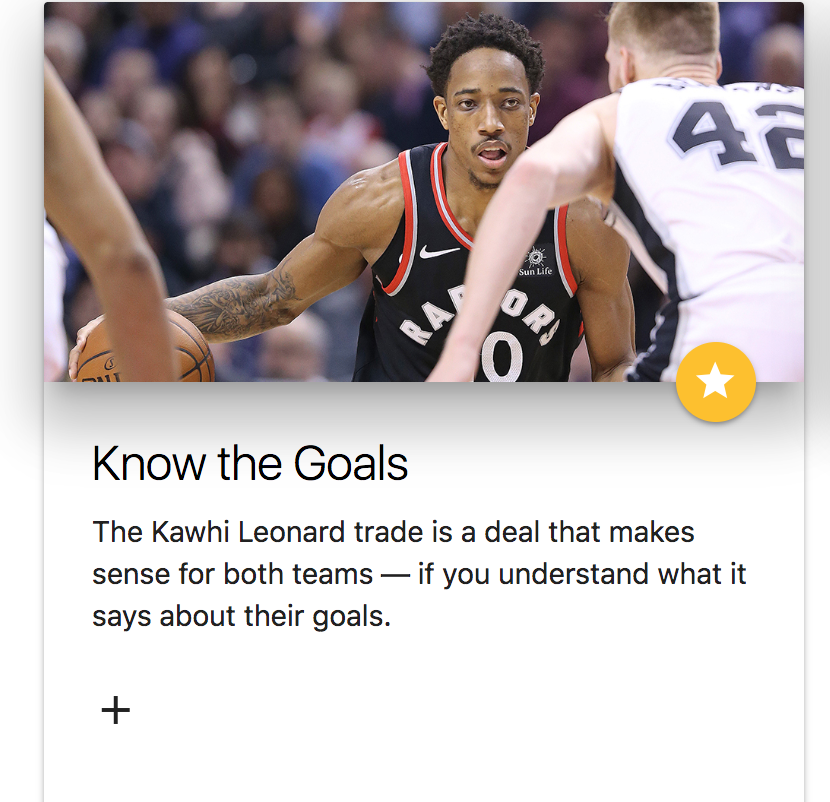 42
Sun Life
RAPTORS
0
Know the Goals
The Kawhi Leonard trade is a deal that makes
sense for both teams — if you understand what it
says about their goals.